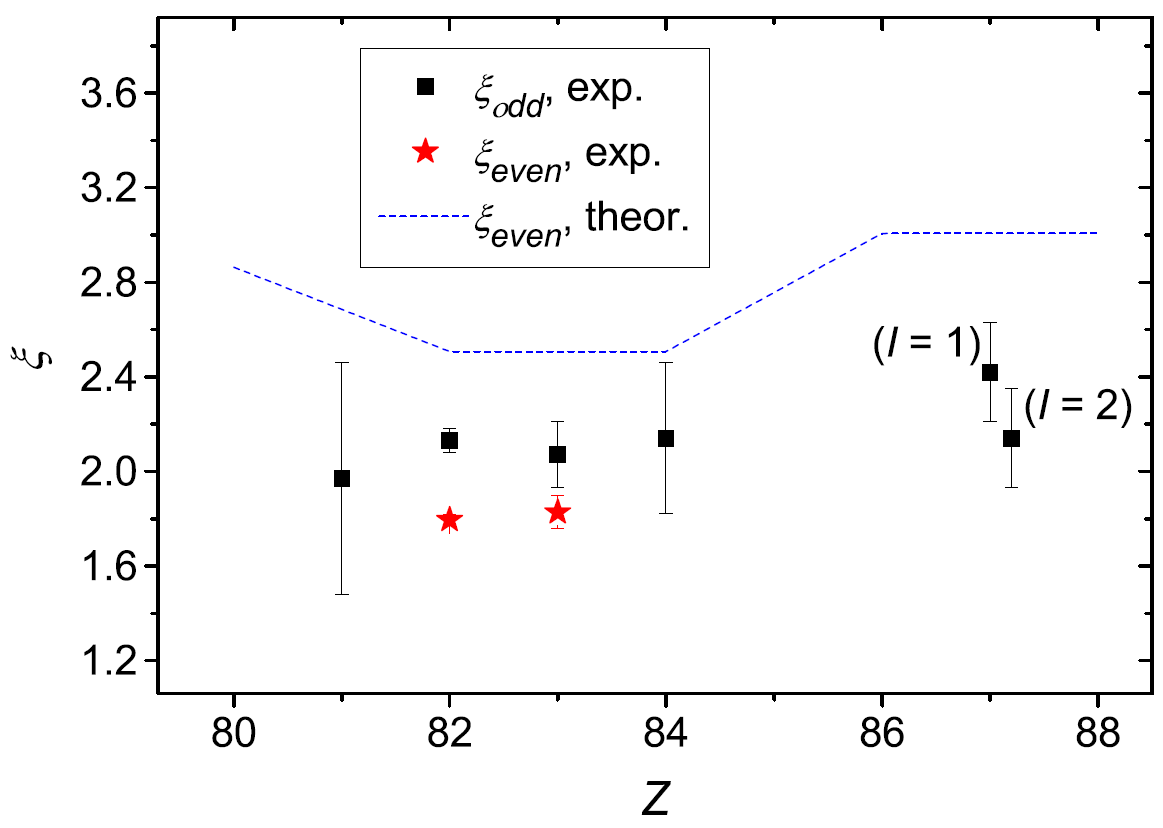 ξodd, exp.
ξeven, exp.
ξeven, theor.
3.6
3.2
2.8
2.4
2.0
1.6
1.2
ξ
(I = 1)
(I = 2)
80 82 84 86 88
Z